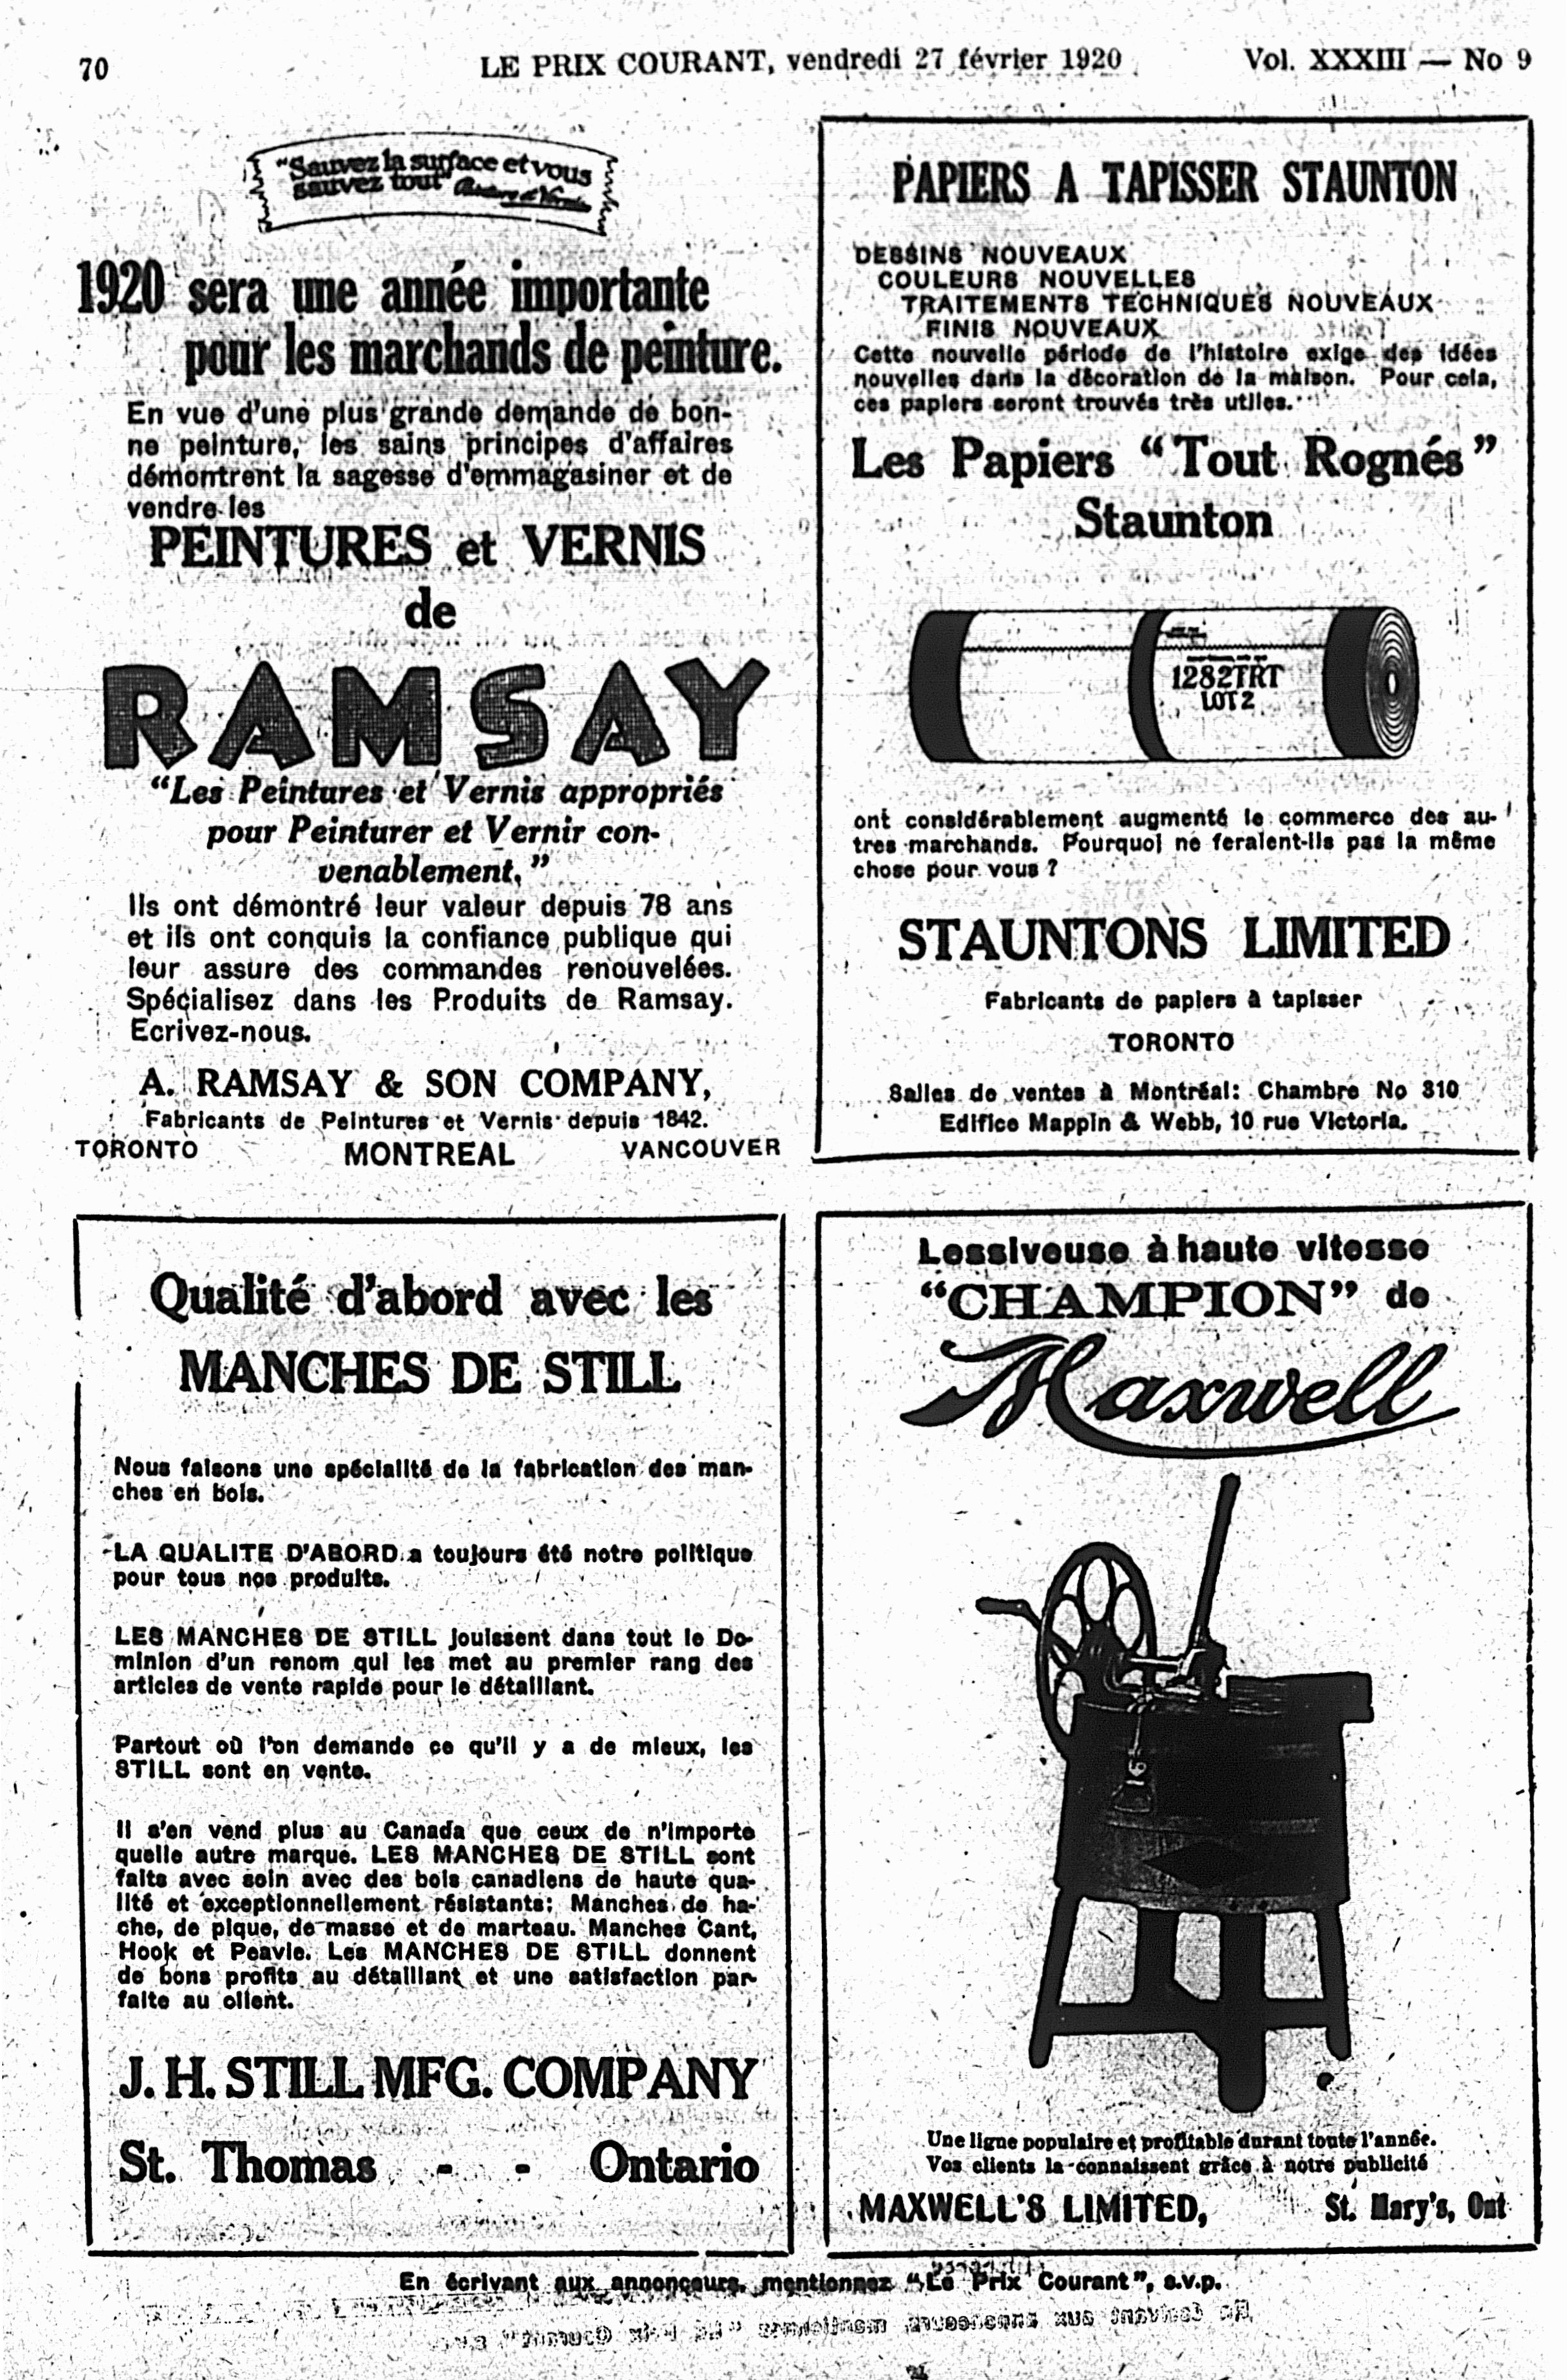 70
LE PRIX COURANT, vendredi 27 février 1920
Vol. XXXIII — No 9
"Sauvez la surface et vous
sauvez tout"
1920 sera une année importante
pour les marchands de peinture.
En vue d'une plus grande demande de bon-
ne peinture, les sains principes d'affaires
démontrent la sagesse d'emmagasiner et de
vendre les
PEINTURES et VERNIS
de
RAMSAY
"Les Peintures et Vernis appropriés
pour Peinturer et Vernir con-
venablement."
Ils ont démontré leur valeur depuis 78 ans
et ils ont conquis la confiance publique qui
leur assure des commandes renouvelées.
Spécialisez dans les Produits de Ramsay.
Ecrivez-nous.
A. RAMSAY & SON COMPANY,
Fabricants de Peintures et Vernis depuis 1842.
TORONTO MONTREAL VANCOUVER
PAPIERS A TAPISSER STAUNTON
DESSINS NOUVEAUX
COULEURS NOUVELLES
TRAITEMENTS TECHNIQUES NOUVEAUX
FINIS NOUVEAUX
Cette nouvelle période de l'histoire exige des idées
nouvelles dans la décoration de la maison. Pour cela,
ces papiers seront trouvés très utiles.
Les Papiers "Tout Rognés"
Staunton
1282TRT
LOT 2
ont considérablement augmenté le commerce des au-
tres marchands. Pourquoi ne feraient-ils pas la même
chose pour vous ?
STAUNTONS LIMITED
Fabricants de papiers à tapisser
TORONTO
Salles de ventes à Montréal: Chambre No 310
Edifice Mappin & Webb, 10 rue Victoria.
Qualité d'abord avec les
MANCHES DE STILL
Nous faisons une spécialité de la fabrication des man-
ches en bois.
LA QUALITE D'ABORD a toujours été notre politique
pour tous nos produits.
LES MANCHES DE STILL jouissent dans tout le Do-
minion d'un renom qui les met au premier rang des
articles de vente rapide pour le détaillant.
Partout où l'on demande ce qu'il y a de mieux, les
STILL sont en vente.
Il s'en vend plus au Canada que ceux de n'importe
quelle autre marque. LES MANCHES DE STILL sont
faits avec soin avec des bois canadiens de haute qua-
lité et exceptionnellement résistants; Manches de ha-
che, de pique, de masse et de marteau. Manches Cant,
Hook et Peavie. Les MANCHES DE STILL donnent
de bons profits au détaillant et une satisfaction par-
faite au client.
J. H. STILL MFG. COMPANY
St. Thomas - - Ontario
Lessiveuse à haute vitesse
"CHAMPION" de
Maxwell
Une ligne populaire et profitable durant toute l'année.
Vos clients la connaissent grâce à notre publicité
MAXWELL'S LIMITED, St. Mary's, Ont
En écrivant aux annonceurs, mentionnez "Le Prix Courant", s.v.p.